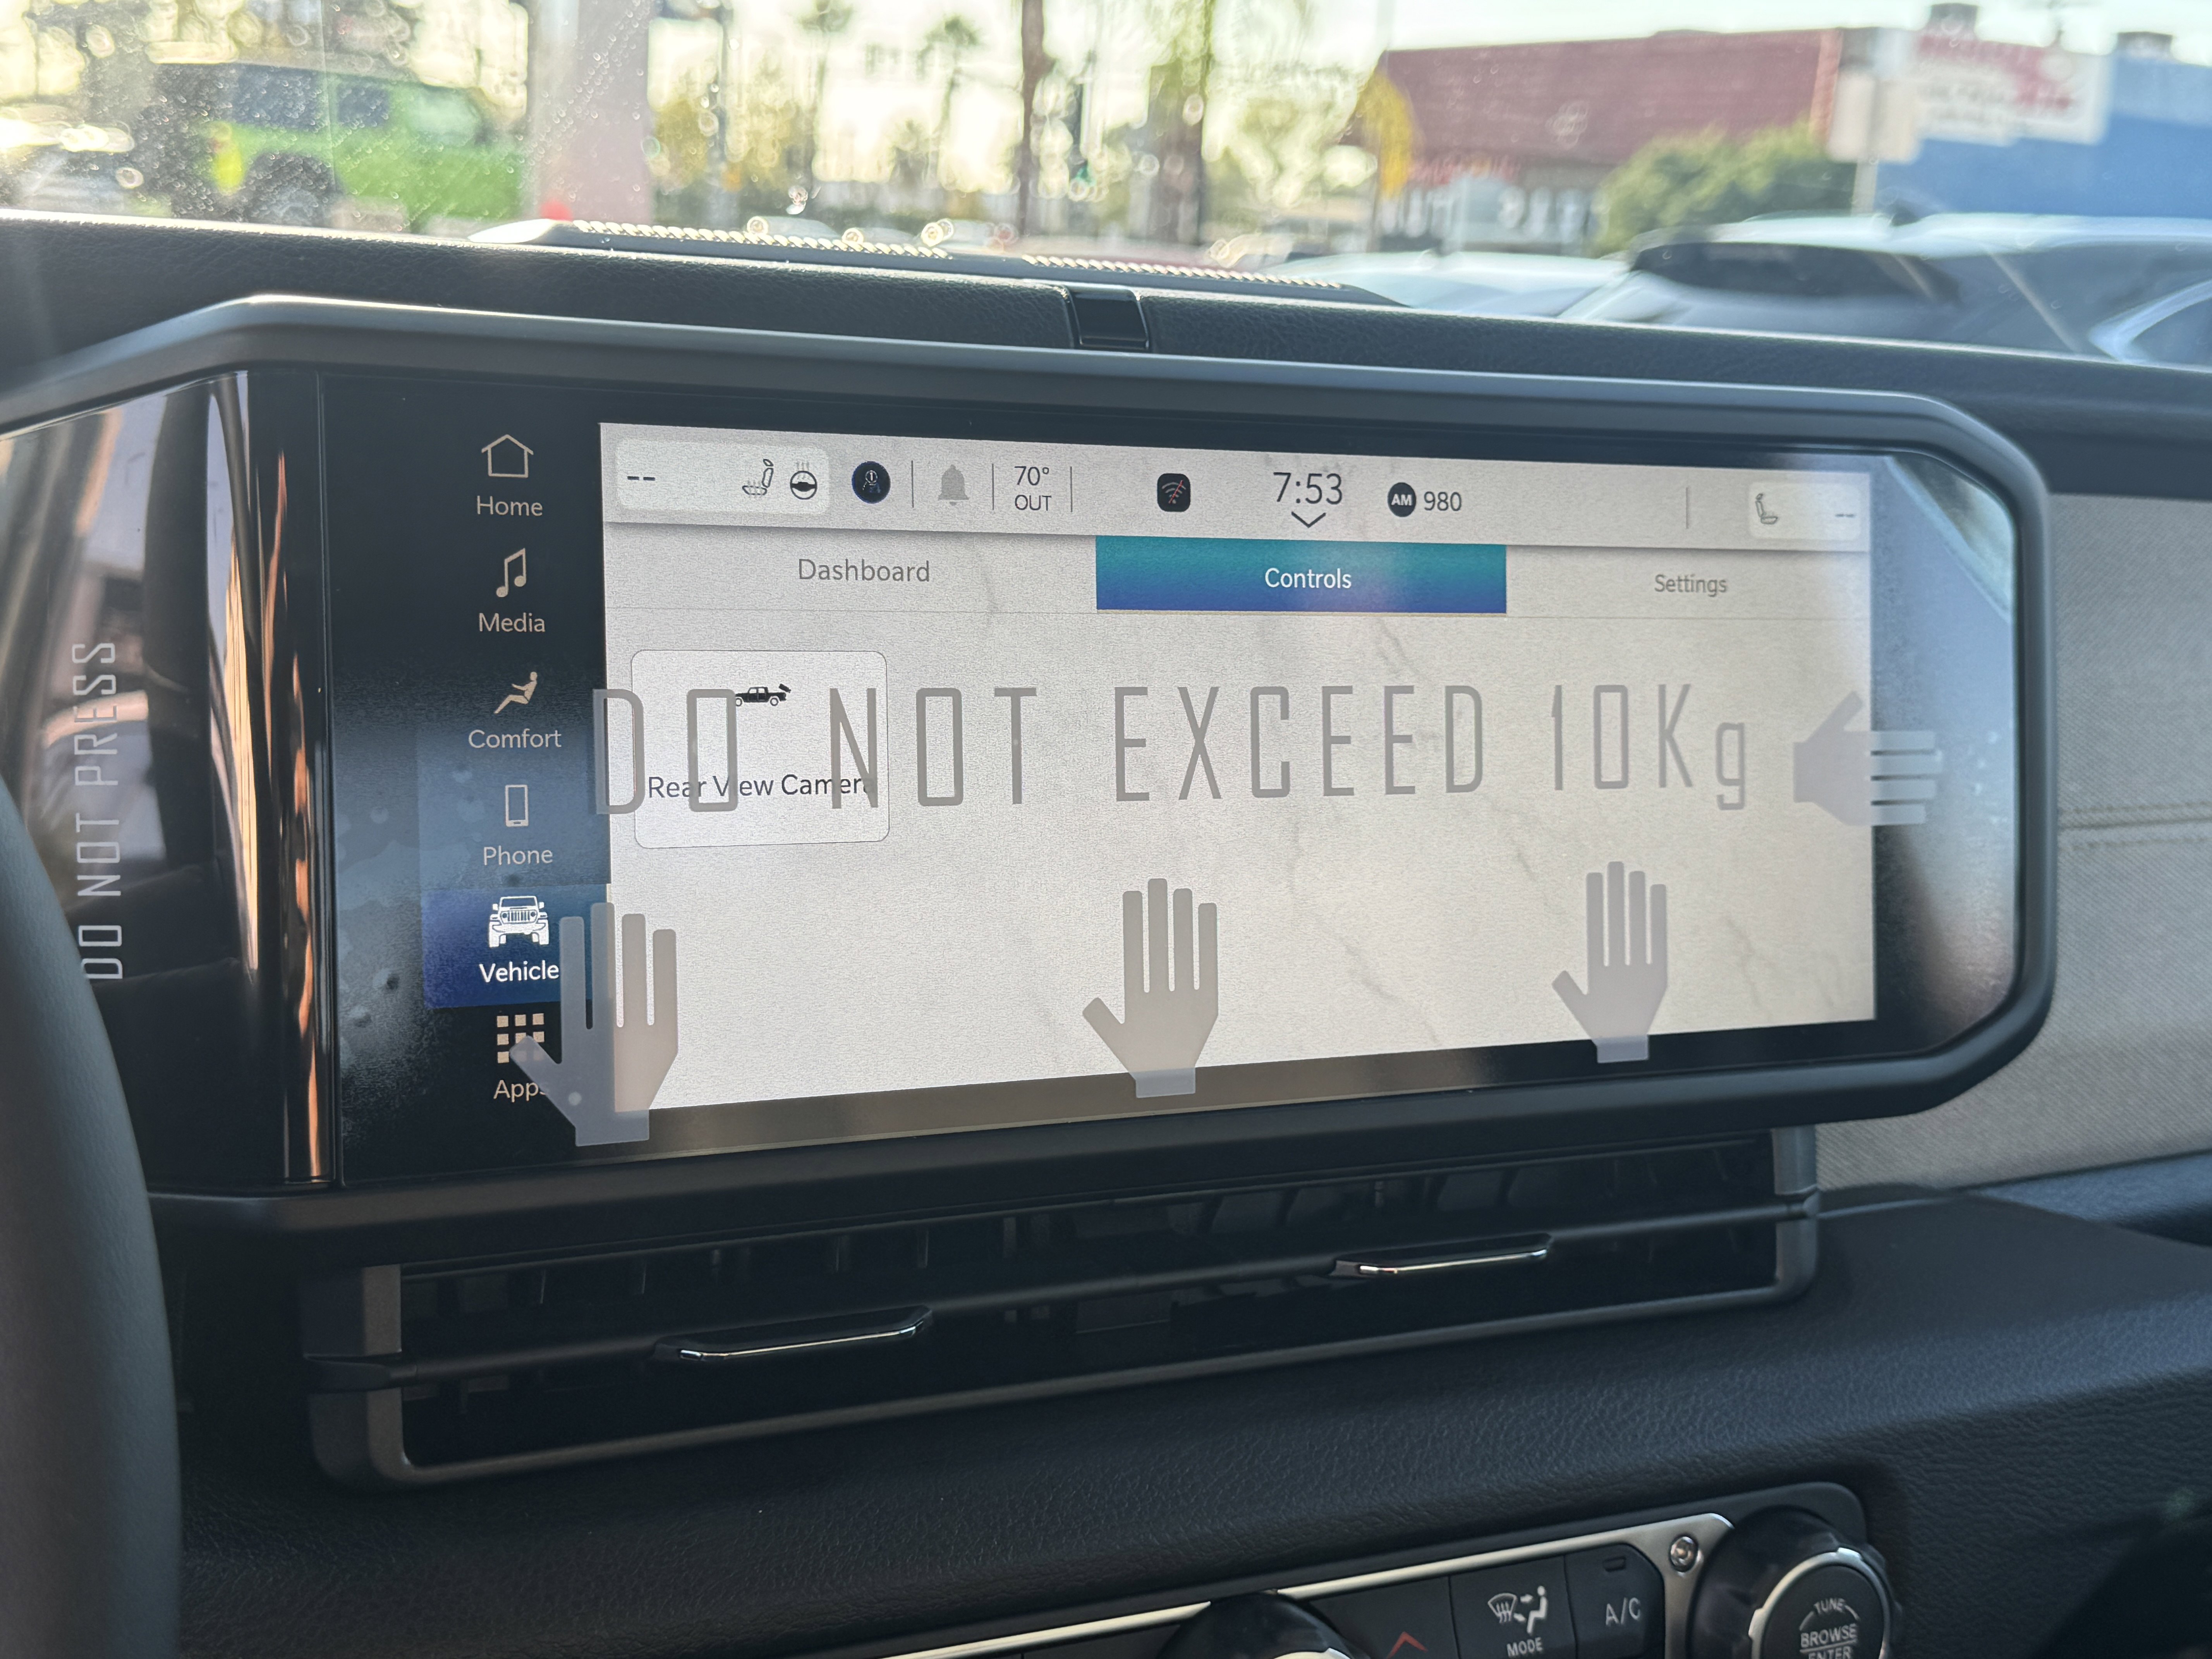 Home
Media
Comfort
Phone
Vehicle
Apps
--
70°
OUT
7:53
AM 980
--
Dashboard
Controls
Settings
Rear View Camera
DO NOT EXCEED 10Kg
DO NOT PRESS
MODE
A/C
TUNE
BROWSE
ENTER